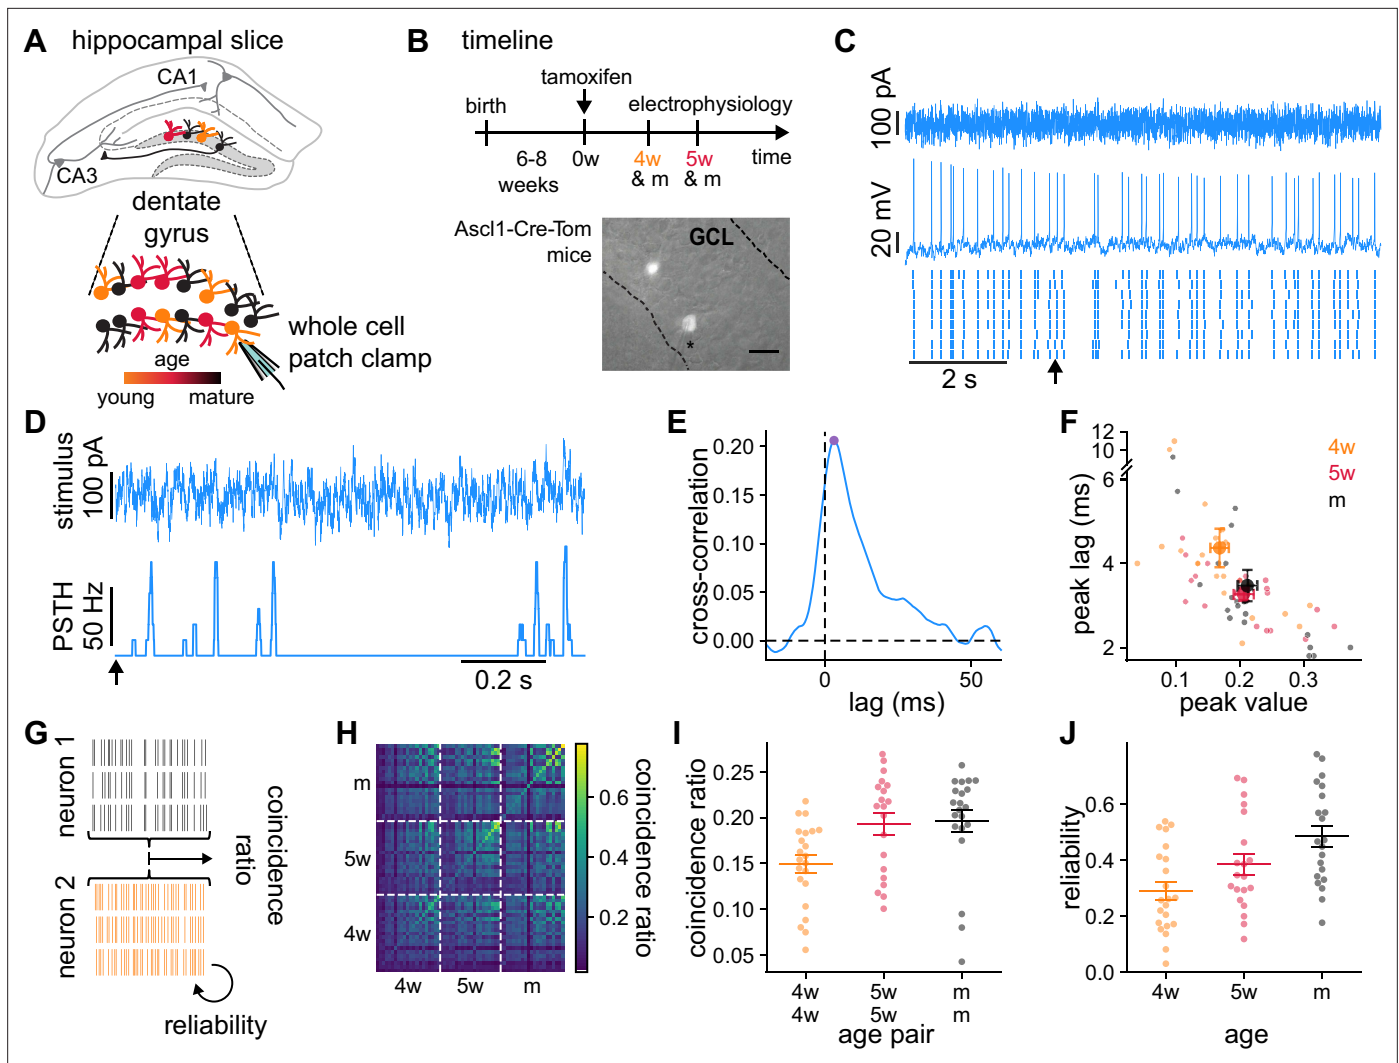 A hippocampal slice
CA1
CA3
dentate
gyrus
whole cell
patch clamp
age
young mature
B timeline
tamoxifen
birth electrophysiology
6-8
weeks
0w
4w
& m
5w
& m
time
Ascl1-Cre-Tom
mice
GCL
*
C
100 pA
20 mV
2 s
D
stimulus
100 pA
PSTH
50 Hz
0.2 s
E
cross-correlation
0.20
0.15
0.10
0.05
0.00
0 50
lag (ms)
F
peak lag (ms)
12
10
6
4
2
4w
5w
m
0.1 0.2 0.3
peak value
G
neuron 1
neuron 2
coincidence
ratio
reliability
H
m
5w
4w
4w 5w m
0.6
0.4
0.2
coincidence ratio
I
coincidence ratio
0.25
0.20
0.15
0.10
0.05
4w 5w m
4w 5w m
age pair
J
reliability
0.6
0.4
0.2
0.0
4w 5w m
age